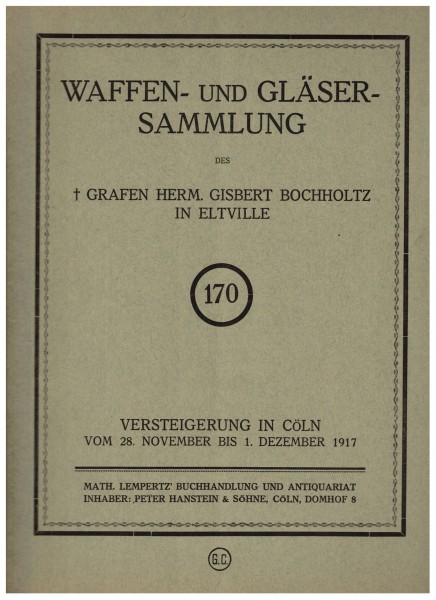 WAFFEN- UND GLÄSER-
SAMMLUNG
DES
† GRAFEN HERM. GISBERT BOCHHOLTZ
IN ELTVILLE
170
VERSTEIGERUNG IN CÖLN
VOM 28. NOVEMBER BIS 1. DEZEMBER 1917
MATH. LEMPERTZ' BUCHHANDLUNG UND ANTIQUARIAT
INHABER: PETER HANSTEIN & SÖHNE, CÖLN, DOMHOF 8
G.C.